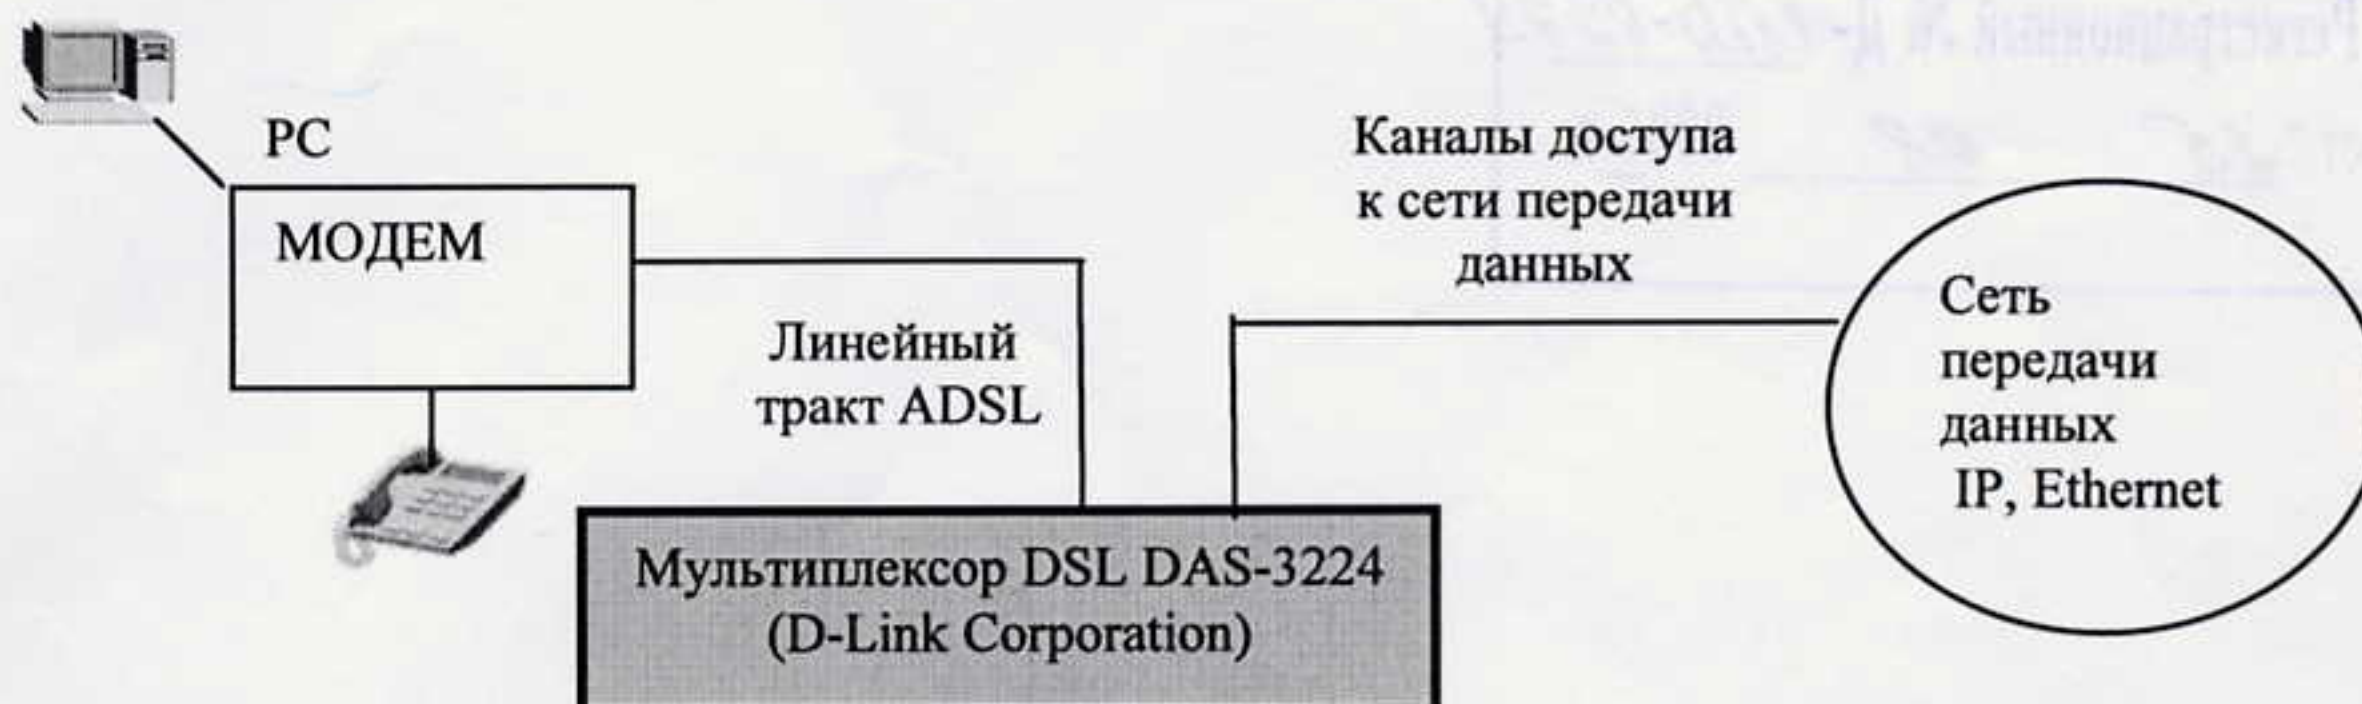 PC
МОДЕМ
Линейный
тракт ADSL
Каналы доступа
к сети передачи
данных
Сеть
передачи
данных
IP, Ethernet
Мультиплексор DSL DAS-3224
(D-Link Corporation)